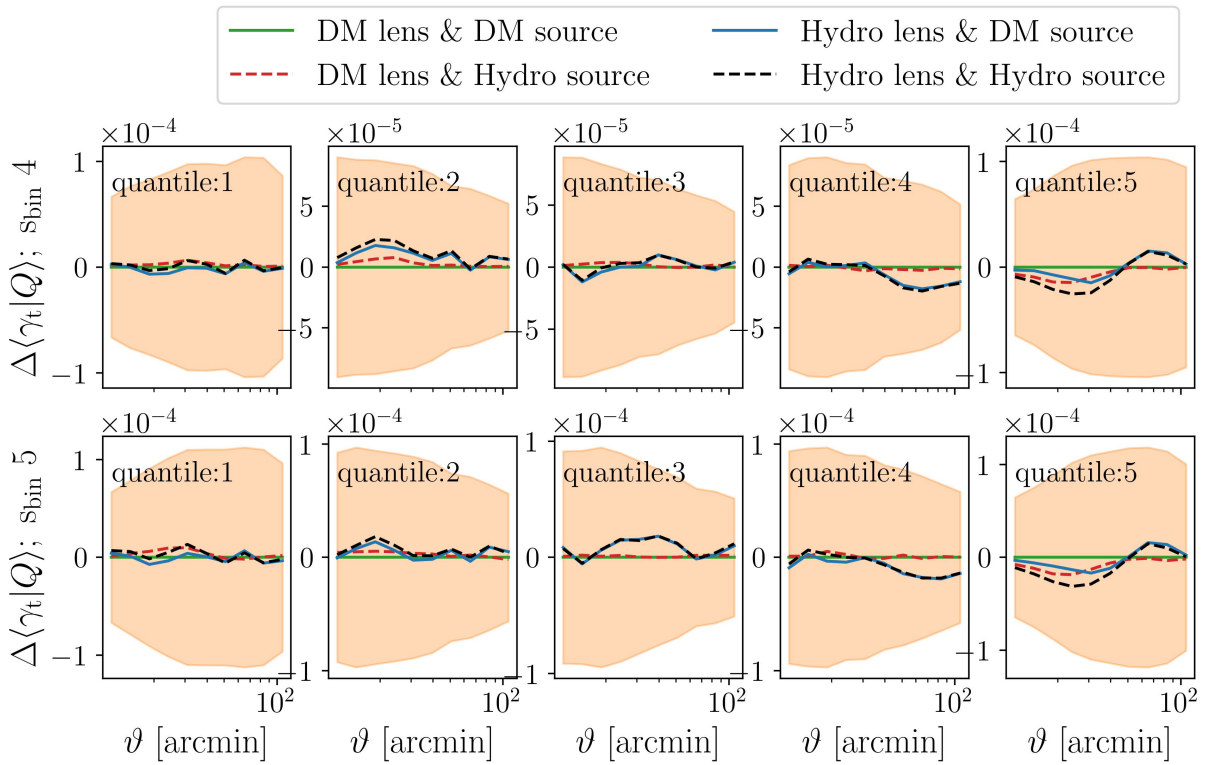 DM lens & DM source
Hydro lens & DM source
DM lens & Hydro source
Hydro lens & Hydro source
×10⁻⁴ ×10⁻⁵ ×10⁻⁵ ×10⁻⁵ ×10⁻⁴
Δ⟨γₜ|Q⟩; s_bin 4
1
0
−1
quantile:1
5
0
−5
quantile:2
5
0
−5
quantile:3
5
0
−5
quantile:4
1
0
−1
quantile:5
×10⁻⁴ ×10⁻⁴ ×10⁻⁴ ×10⁻⁴ ×10⁻⁴
Δ⟨γₜ|Q⟩; s_bin 5
1
0
−1
quantile:1
1
0
−1
quantile:2
1
0
−1
quantile:3
1
0
−1
quantile:4
1
0
−1
quantile:5
10² 10² 10² 10² 10²
ϑ [arcmin] ϑ [arcmin] ϑ [arcmin] ϑ [arcmin] ϑ [arcmin]